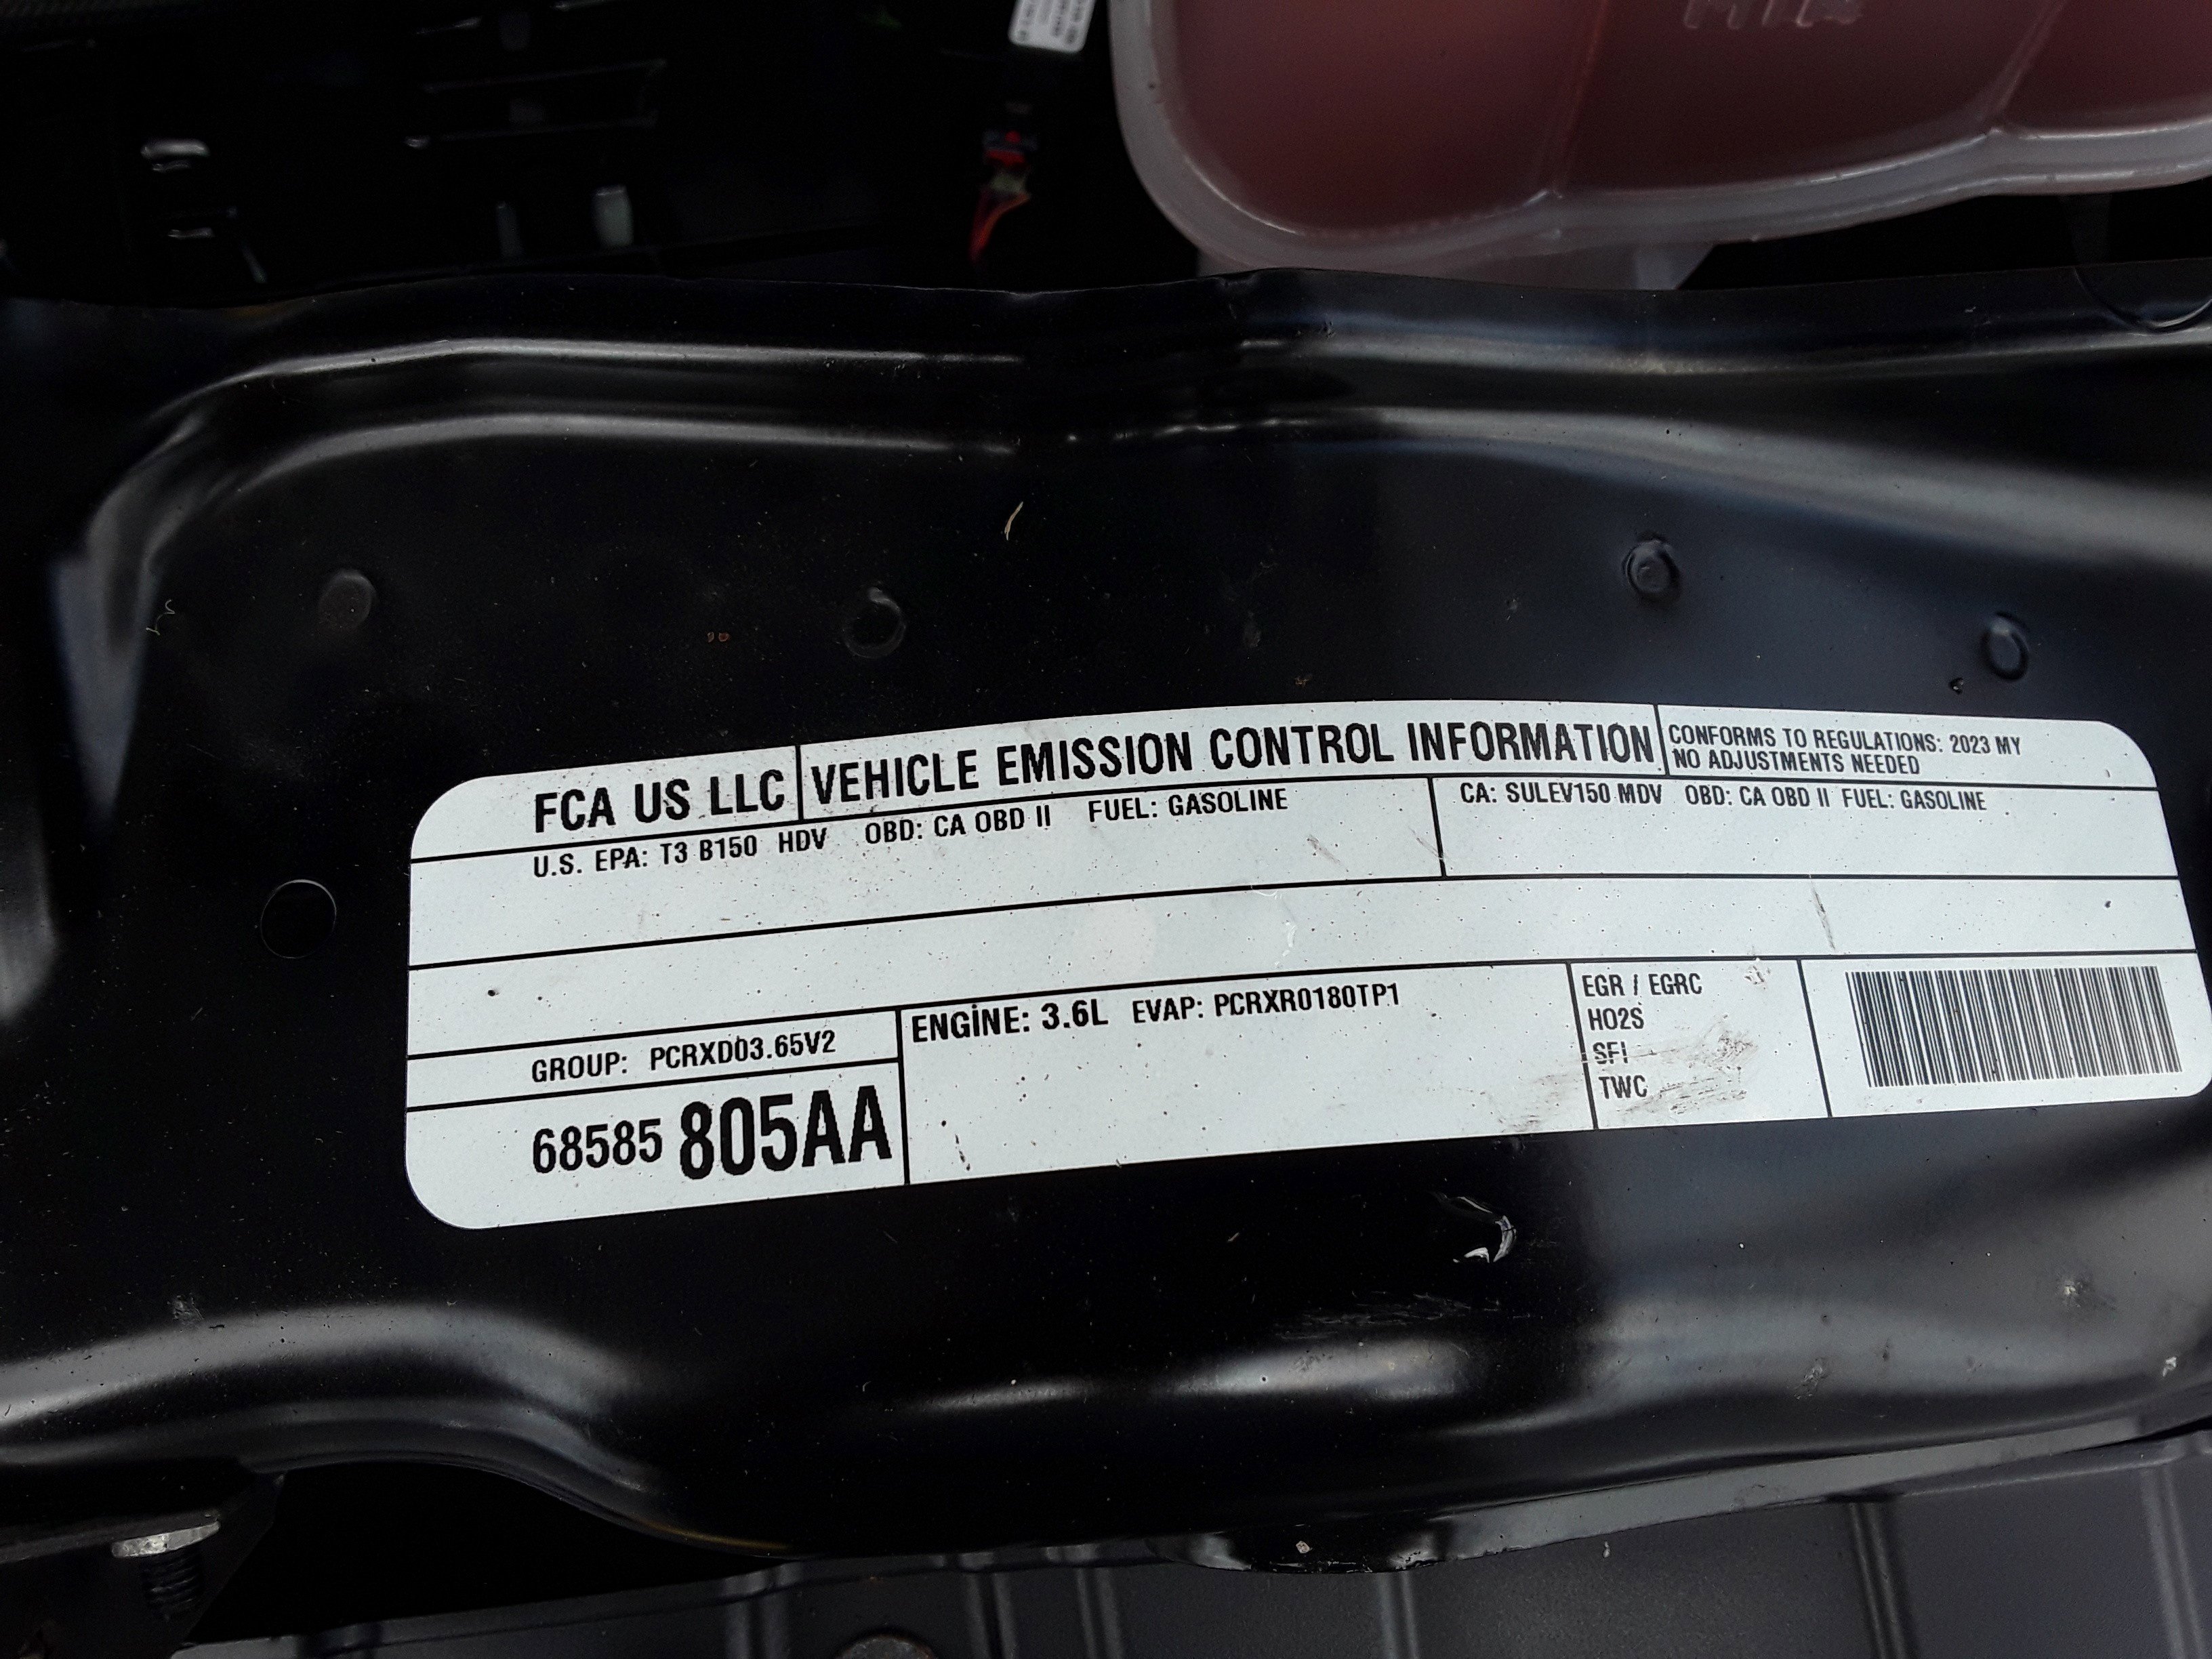 FCA US LLC
VEHICLE EMISSION CONTROL INFORMATION
CONFORMS TO REGULATIONS: 2023 MY
NO ADJUSTMENTS NEEDED
U.S. EPA: T3 B150 HDV OBD: CA OBD II FUEL: GASOLINE
CA: SULEV150 MDV OBD: CA OBD II FUEL: GASOLINE
GROUP: PCRXD03.65V2
68585 805AA
ENGINE: 3.6L EVAP: PCRXR0180TP1
EGR / EGRC
HO2S
SFI
TWC